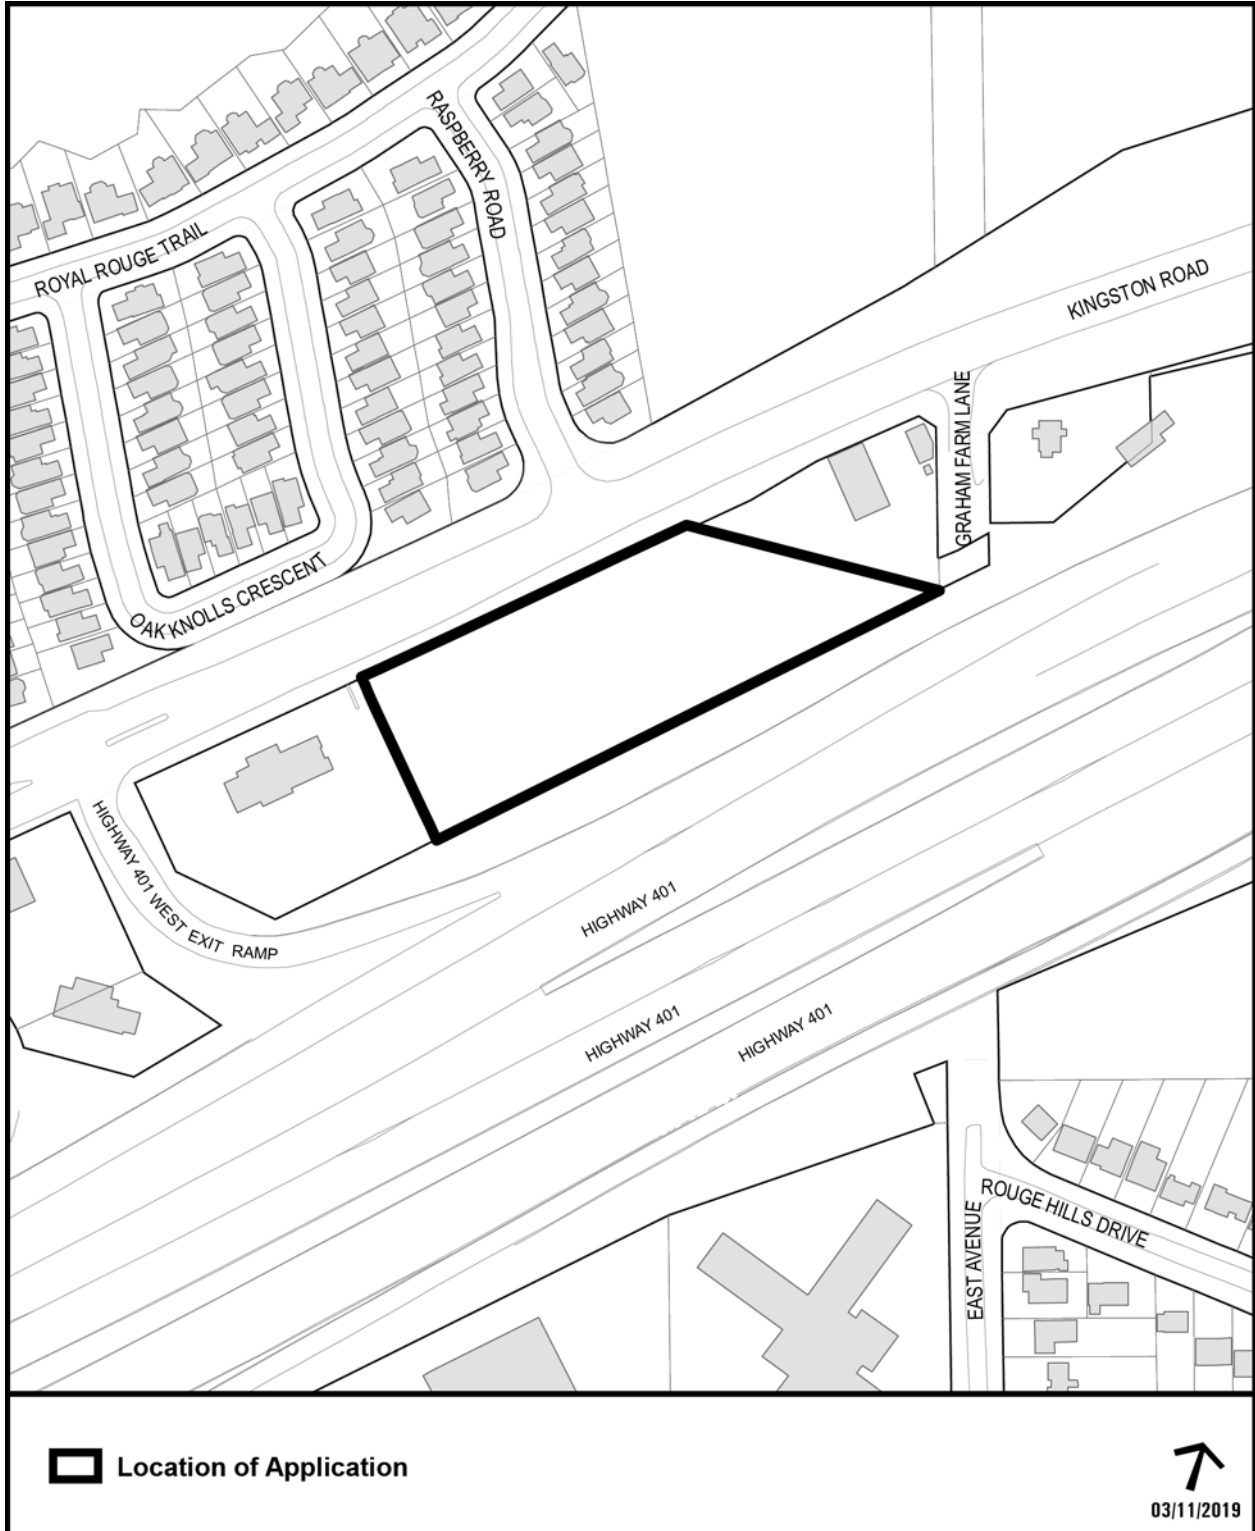 RASPBERRY ROAD
ROYAL ROUGE TRAIL
KINGSTON ROAD
GRAHAM FARM LANE
OAK KNOLLS CRESCENT
HIGHWAY 401 WEST EXIT RAMP
HIGHWAY 401
HIGHWAY 401
HIGHWAY 401
ROUGE HILLS DRIVE
EAST AVENUE
Location of Application
03/11/2019